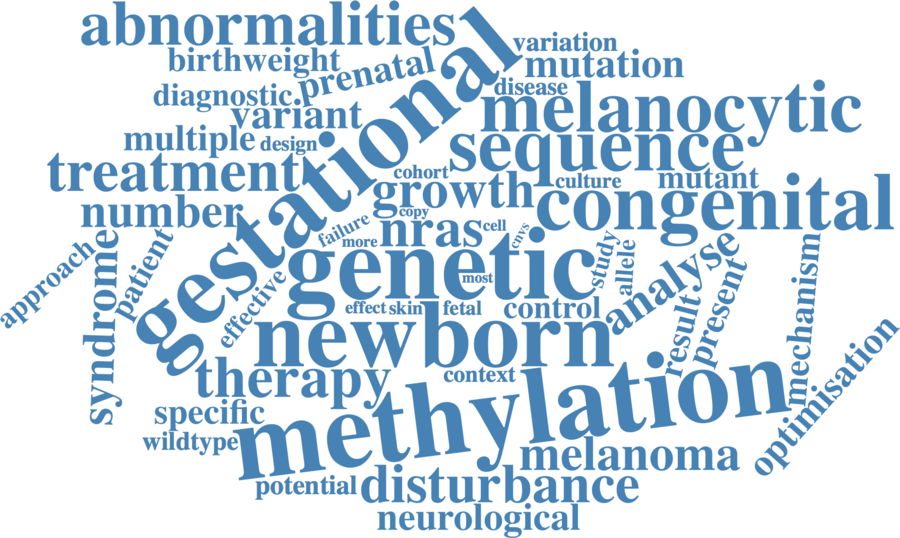 abnormalities
variation
birthweight
prenatal
mutation
gestational
diagnostic
disease
variant
melanocytic
multiple
design
sequence
treatment
cohort
growth
culture
mutant
number
copy
congenital
failure
more
nras
cell
cnvs
approach
syndrome
patient
effective
genetic
most
study
allele
analyse
mechanism
effect
skin
fetal
control
result
present
newborn
therapy
context
methylation
optimisation
specific
wildtype
melanoma
potential
disturbance
neurological